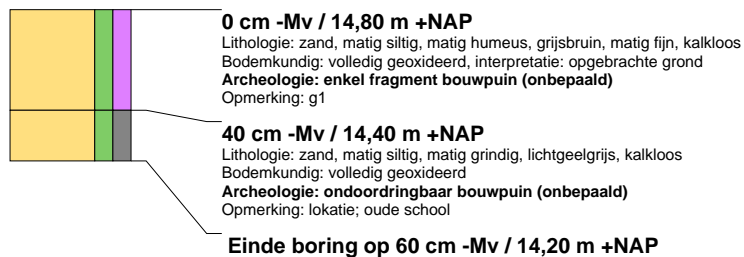 0 cm -Mv / 14,80 m +NAP
Lithologie: zand, matig siltig, matig humeus, grijsbruin, matig fijn, kalkloos
Bodemkundig: volledig geoxideerd, interpretatie: opgebrachte grond
Archeologie: enkel fragment bouwpuin (onbepaald)
Opmerking: g1
40 cm -Mv / 14,40 m +NAP
Lithologie: zand, matig siltig, matig grindig, lichtgeelgrijs, kalkloos
Bodemkundig: volledig geoxideerd
Archeologie: ondoordringbaar bouwpuin (onbepaald)
Opmerking: lokatie; oude school
Einde boring op 60 cm -Mv / 14,20 m +NAP